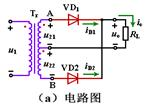 Tr A VD1 io
+
u1 u21 iD1 uo RL
u22 iD2
B VD2
(a) 电路图